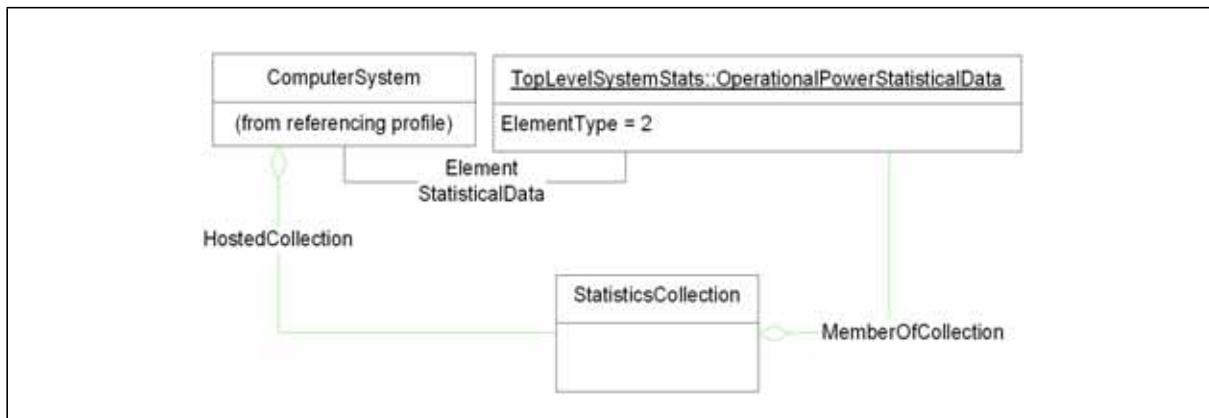 ComputerSystem
(from referencing profile)
TopLevelSystemStats::OperationalPowerStatisticalData
ElementType = 2
Element
StatisticalData
HostedCollection
StatisticsCollection
MemberOfCollection